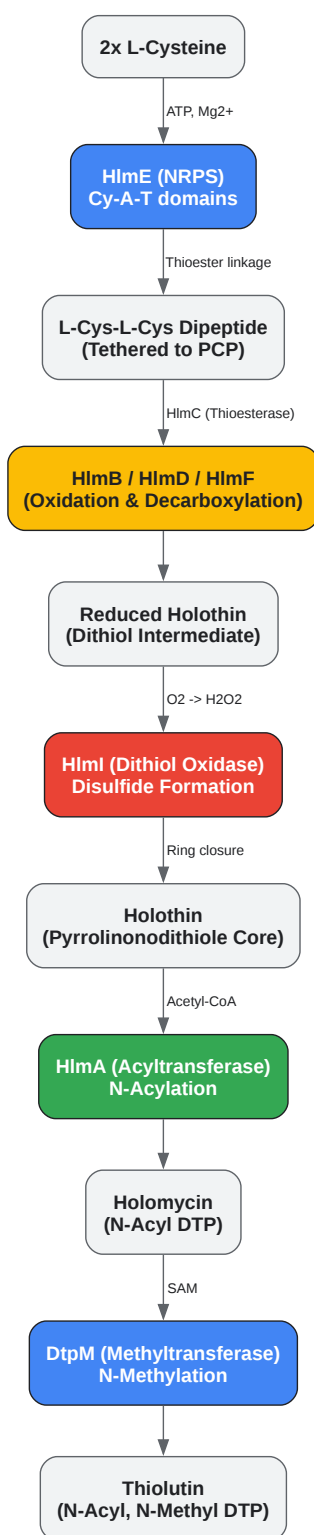 2x L-Cysteine
ATP, Mg2+
HlmE (NRPS)
Cy-A-T domains
Thioester linkage
L-Cys-L-Cys Dipeptide
(Tethered to PCP)
HlmC (Thioesterase)
HlmB / HlmD / HlmF
(Oxidation & Decarboxylation)
Reduced Holothin
(Dithiol Intermediate)
O2 -> H2O2
HlmI (Dithiol Oxidase)
Disulfide Formation
Ring closure
Holothin
(Pyrrolinonodithiole Core)
Acetyl-CoA
HlmA (Acyltransferase)
N-Acylation
Holomycin
(N-Acyl DTP)
SAM
DtpM (Methyltransferase)
N-Methylation
Thiolutin
(N-Acyl, N-Methyl DTP)